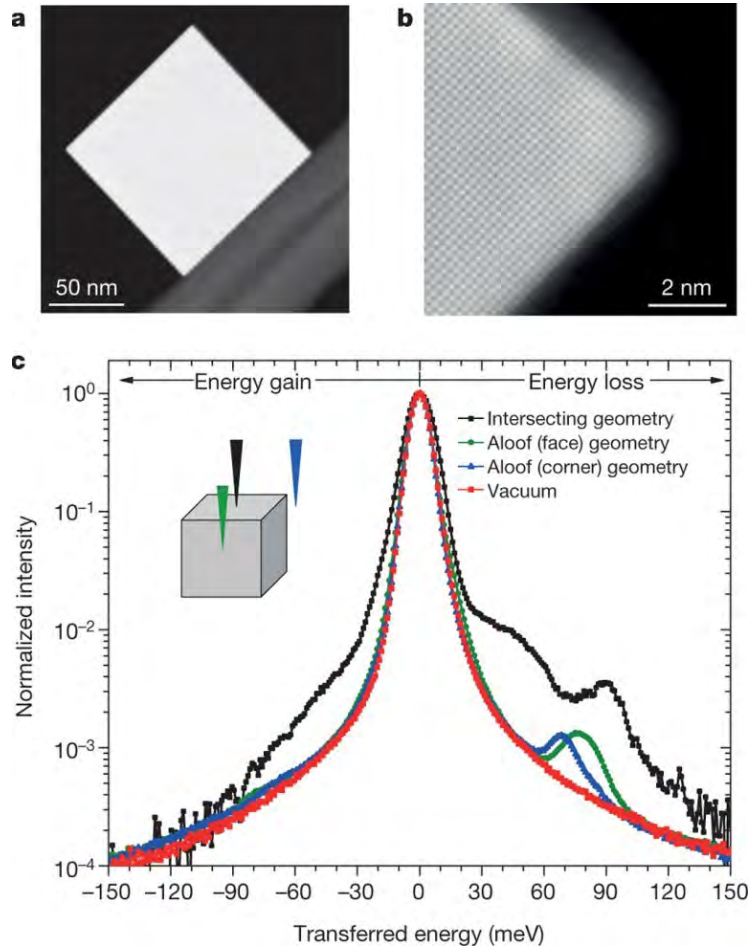 a
b
50 nm
2 nm
c
Energy gain
Energy loss
Intersecting geometry
Aloof (face) geometry
Aloof (corner) geometry
Vacuum
Normalized intensity
10⁰
10⁻¹
10⁻²
10⁻³
10⁻⁴
−150 −120 −90 −60 −30 0 30 60 90 120 150
Transferred energy (meV)